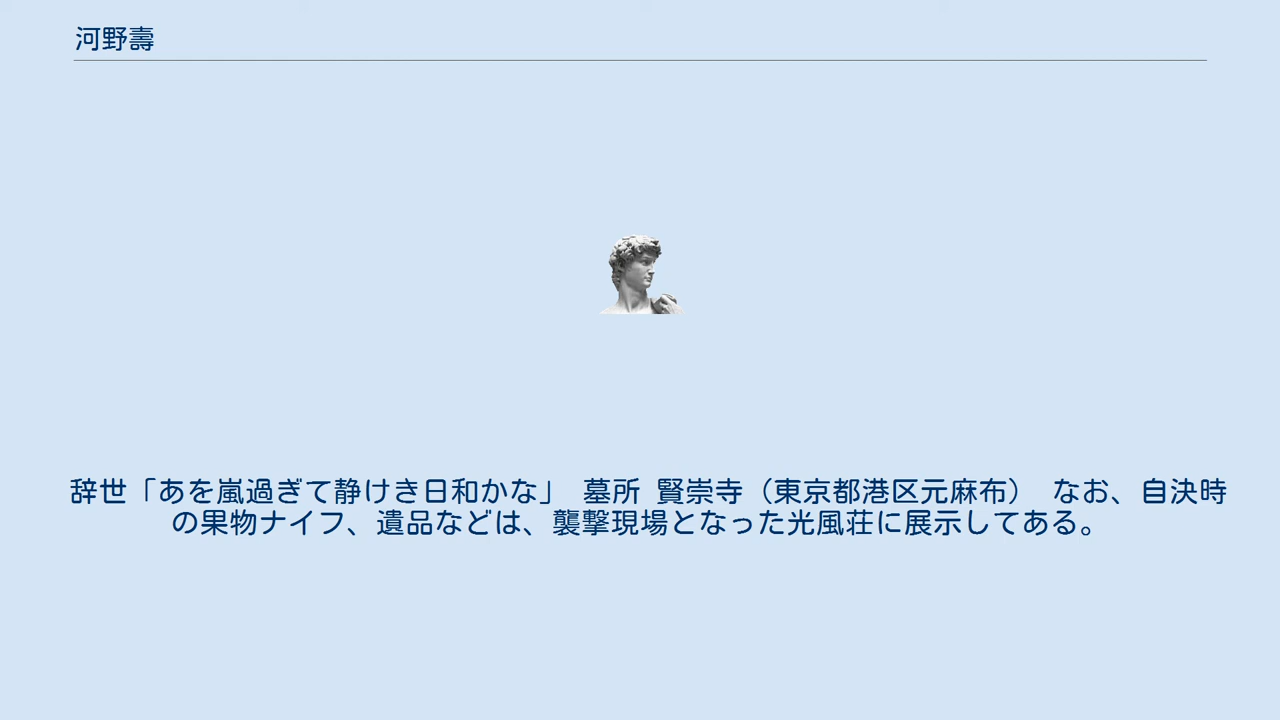 河野壽
辞世「あを嵐過ぎて静けき日和かな」 墓所 賢崇寺（東京都港区元麻布） なお、自決時
の果物ナイフ、遺品などは、襲撃現場となった光風荘に展示してある。